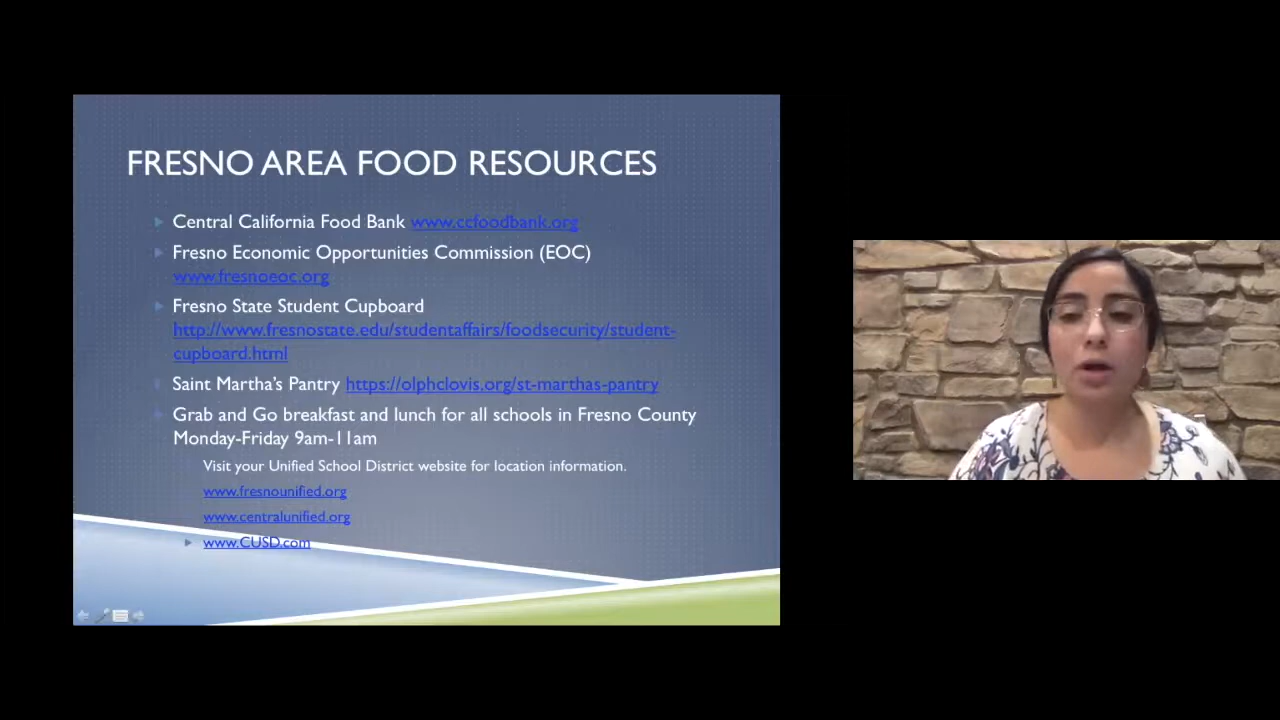 FRESNO AREA FOOD RESOURCES
Central California Food Bank www.ccfoodbank.org
Fresno Economic Opportunities Commission (EOC)
www.fresnoeoc.org
Fresno State Student Cupboard
http://www.fresnostate.edu/studentaffairs/foodsecurity/student-
cupboard.html
Saint Martha's Pantry https://olphclovis.org/st-marthas-pantry
Grab and Go breakfast and lunch for all schools in Fresno County
Monday-Friday 9am-11am
Visit your Unified School District website for location information.
www.fresnounified.org
www.centralunified.org
www.CUSD.com